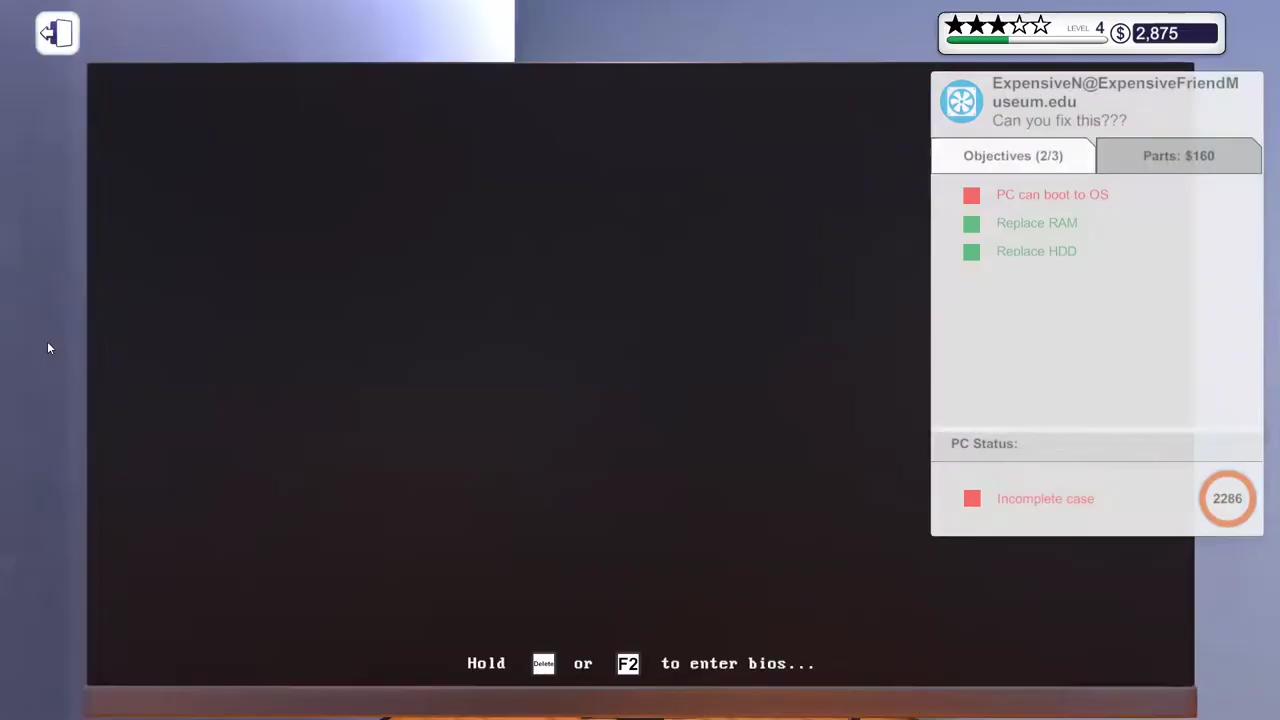 LEVEL 4 $ 2,875
ExpensiveN@ExpensiveFriendM
useum.edu
Can you fix this???
Objectives (2/3) Parts: $160
PC can boot to OS
Replace RAM
Replace HDD
PC Status:
Incomplete case 2286
Hold Delete or F2 to enter bios...